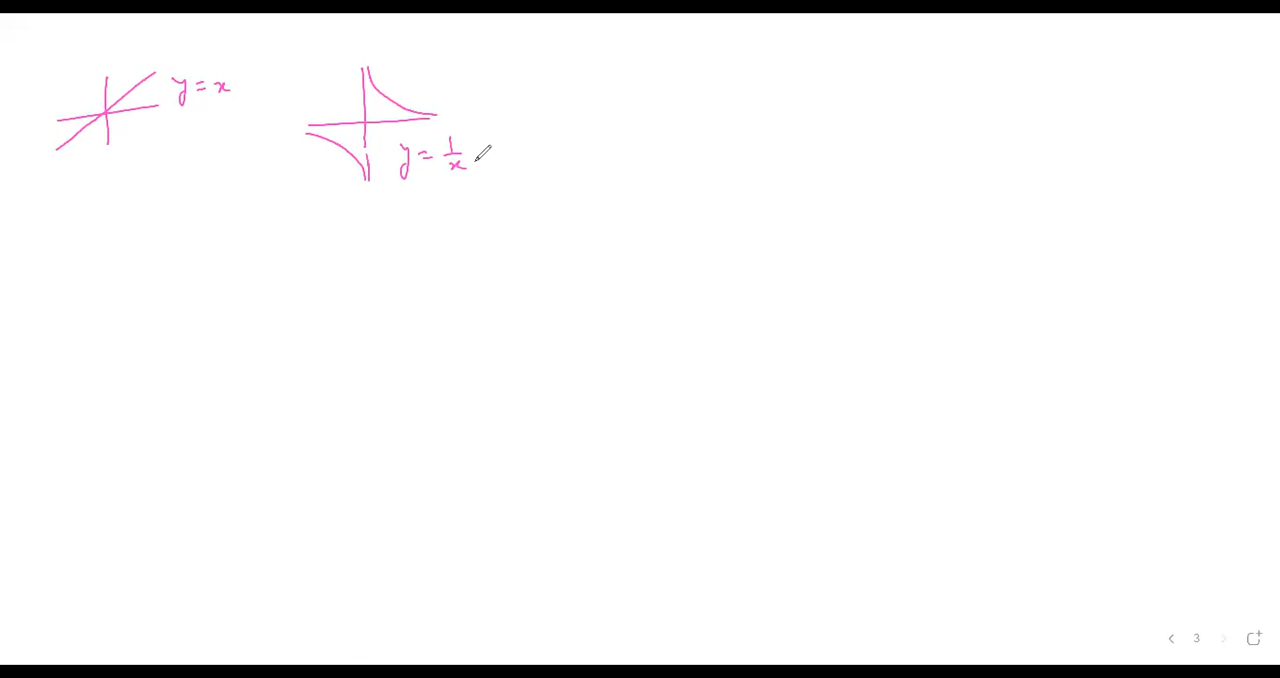 y = x
y = 1/x
3